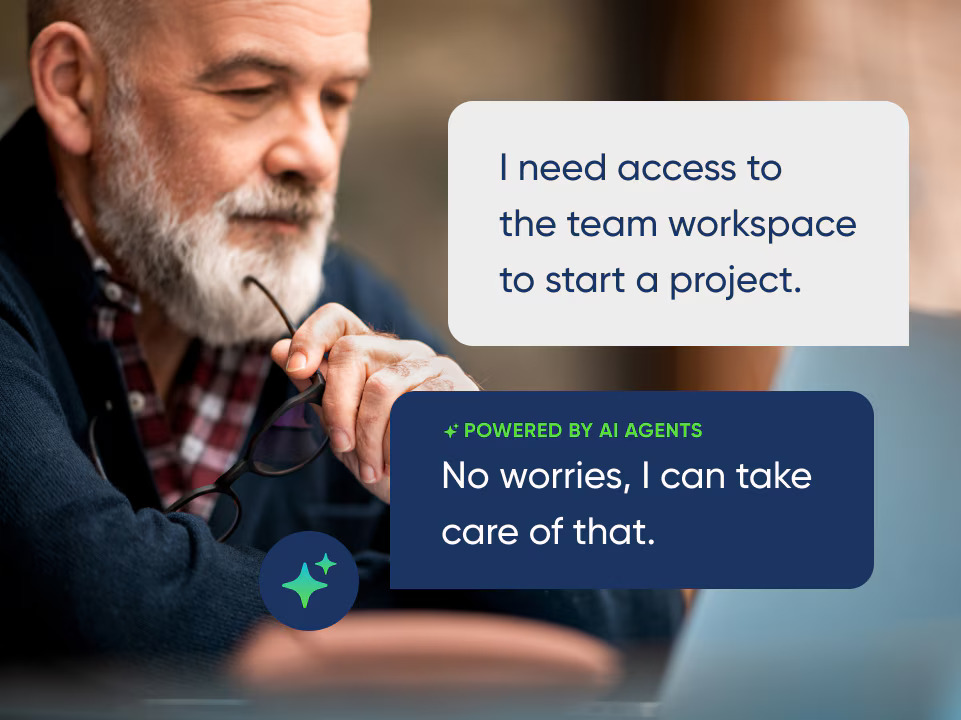 I need access to
the team workspace
to start a project.
POWERED BY AI AGENTS
No worries, I can take
care of that.